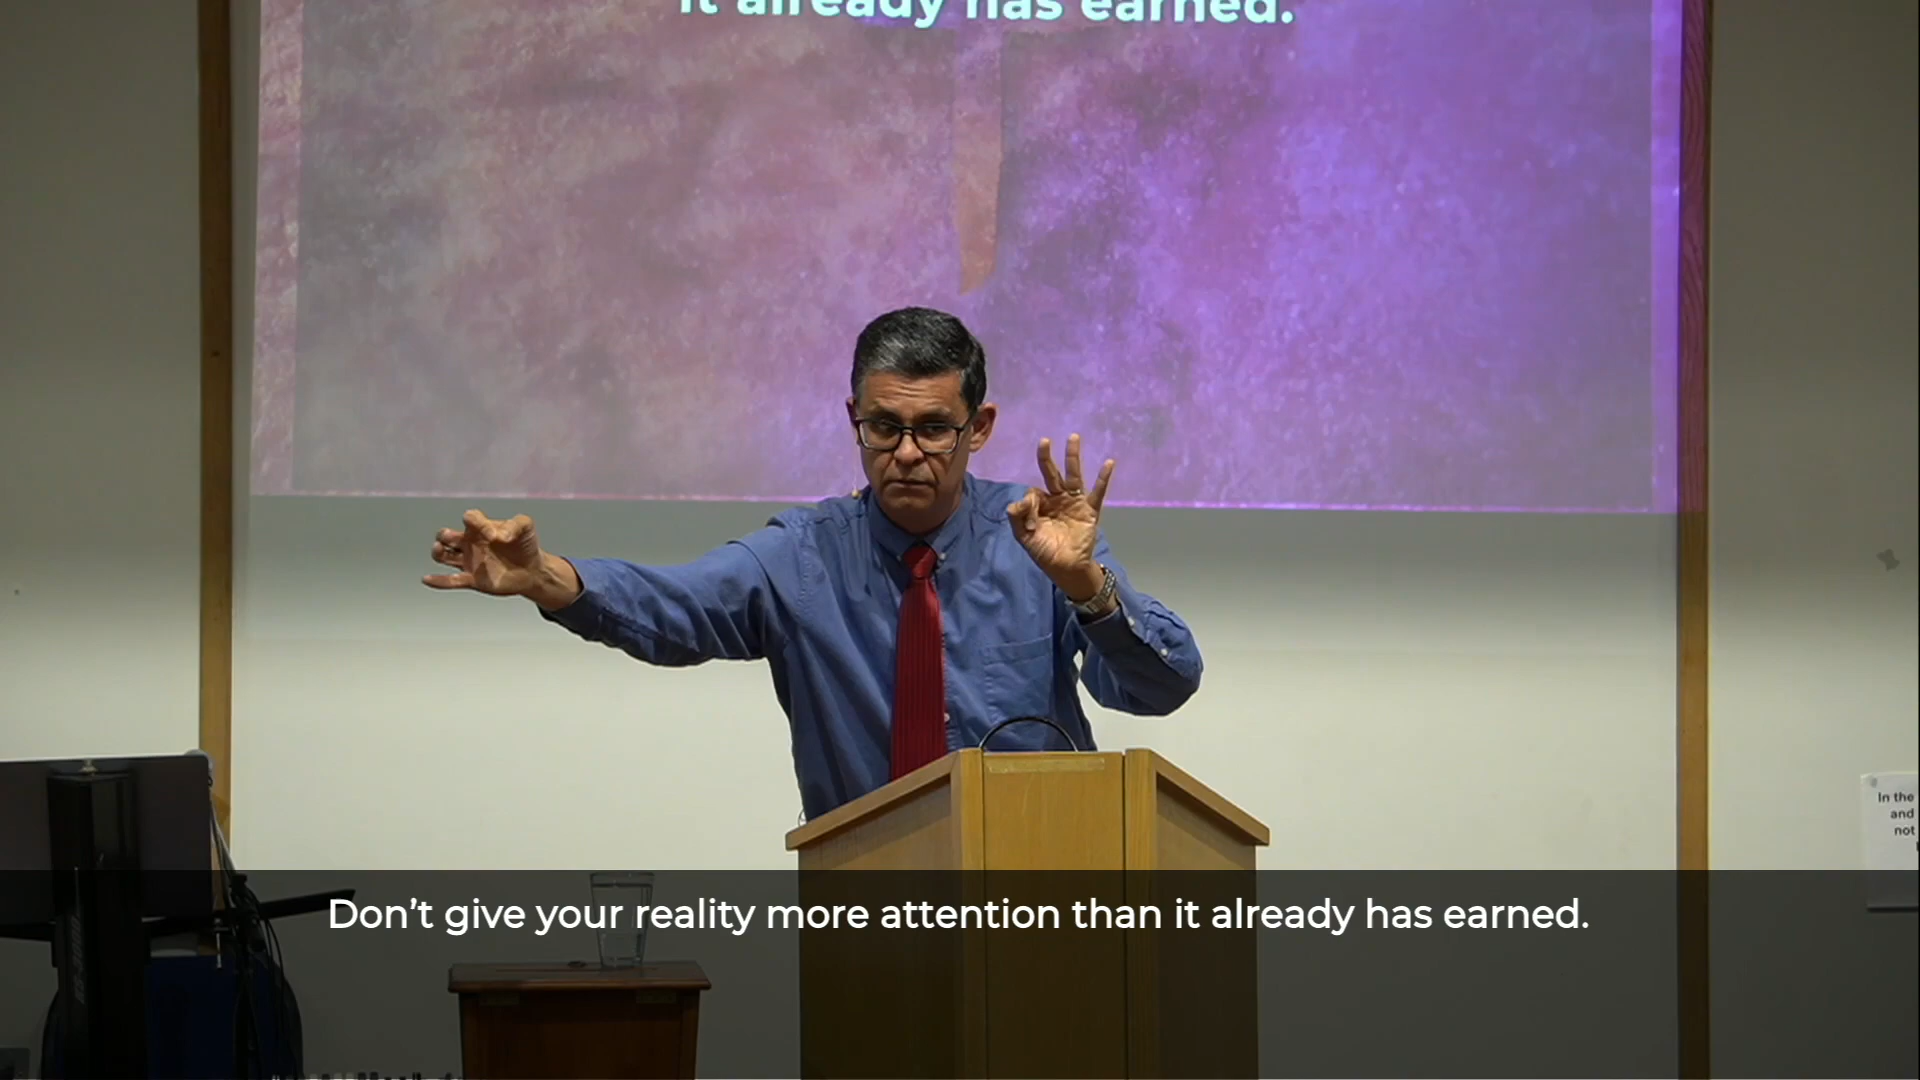 it already has earned.
In the
and
not
Don't give your reality more attention than it already has earned.